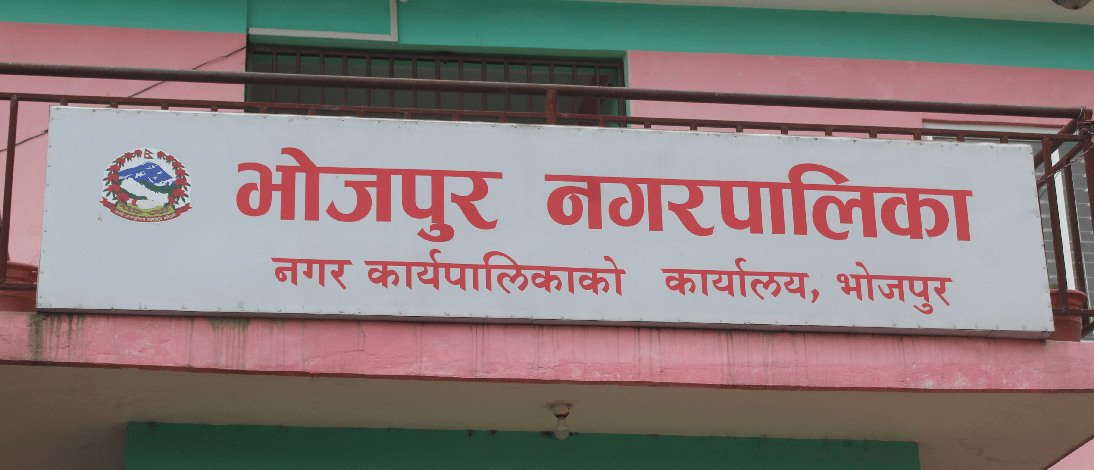 भोजपुर नगरपालिका
नगर कार्यपालिकाको कार्यालय, भोजपुर